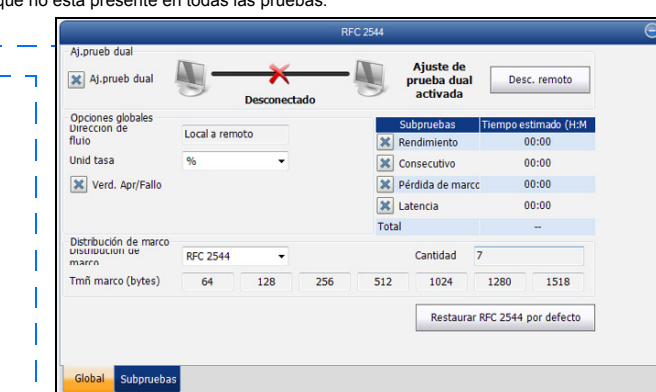 que no está presente en todas las pruebas.
RFC 2544
Aj.prueb dual
Aj.prueb dual
Desconectado
Ajuste de
prueba dual
activada
Desc. remoto
Opciones globales
Dirección de
flujo
Local a remoto
Unid tasa
%
Verd. Apr/Fallo
Subpruebas Tiempo estimado (H:M
Rendimiento 00:00
Consecutivo 00:00
Pérdida de marcc 00:00
Latencia 00:00
Total --
Distribución de marco
Distribución de
marco
RFC 2544
Cantidad 7
Tmñ marco (bytes) 64 128 256 512 1024 1280 1518
Restaurar RFC 2544 por defecto
Global Subpruebas